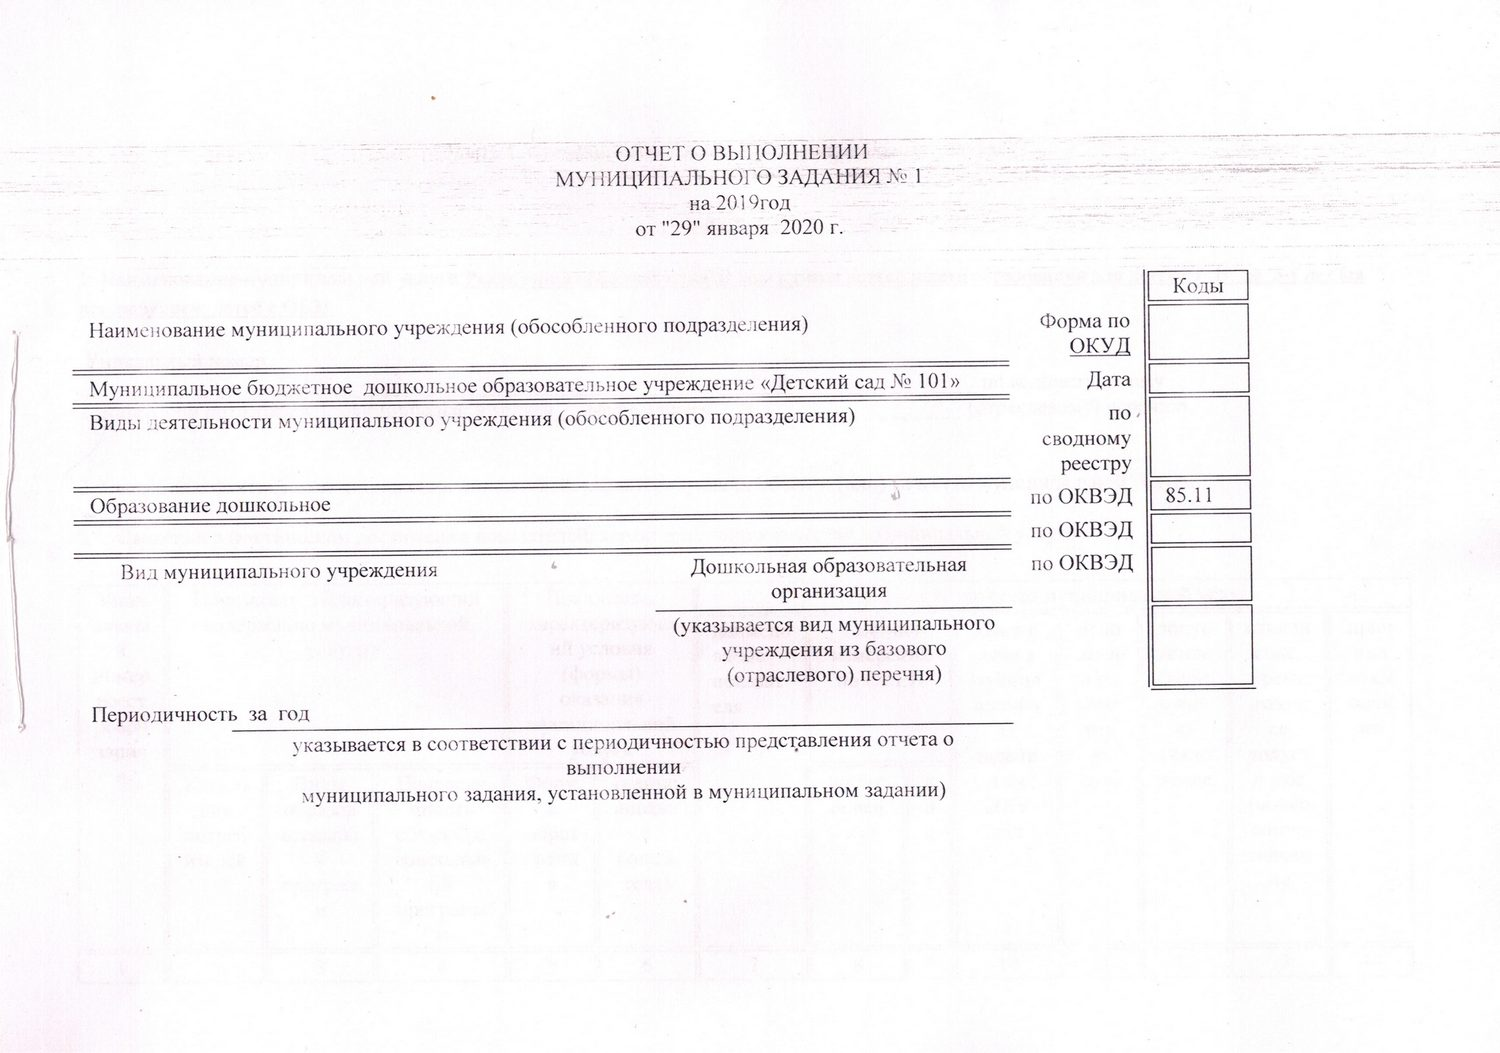 ОТЧЕТ О ВЫПОЛНЕНИИ
МУНИЦИПАЛЬНОГО ЗАДАНИЯ № 1
на 2019год
от "29" января 2020 г.
Коды
Наименование муниципального учреждения (обособленного подразделения)
Форма по
ОКУД
Муниципальное бюджетное дошкольное образовательное учреждение «Детский сад № 101»
Дата
Виды деятельности муниципального учреждения (обособленного подразделения)
по
сводному
реестру
Образование дошкольное
по ОКВЭД
85.11
по ОКВЭД
Вид муниципального учреждения
Дошкольная образовательная
организация
по ОКВЭД
(указывается вид муниципального
учреждения из базового
(отраслевого) перечня)
Периодичность за год
указывается в соответствии с периодичностью представления отчета о
выполнении
муниципального задания, установленной в муниципальном задании)